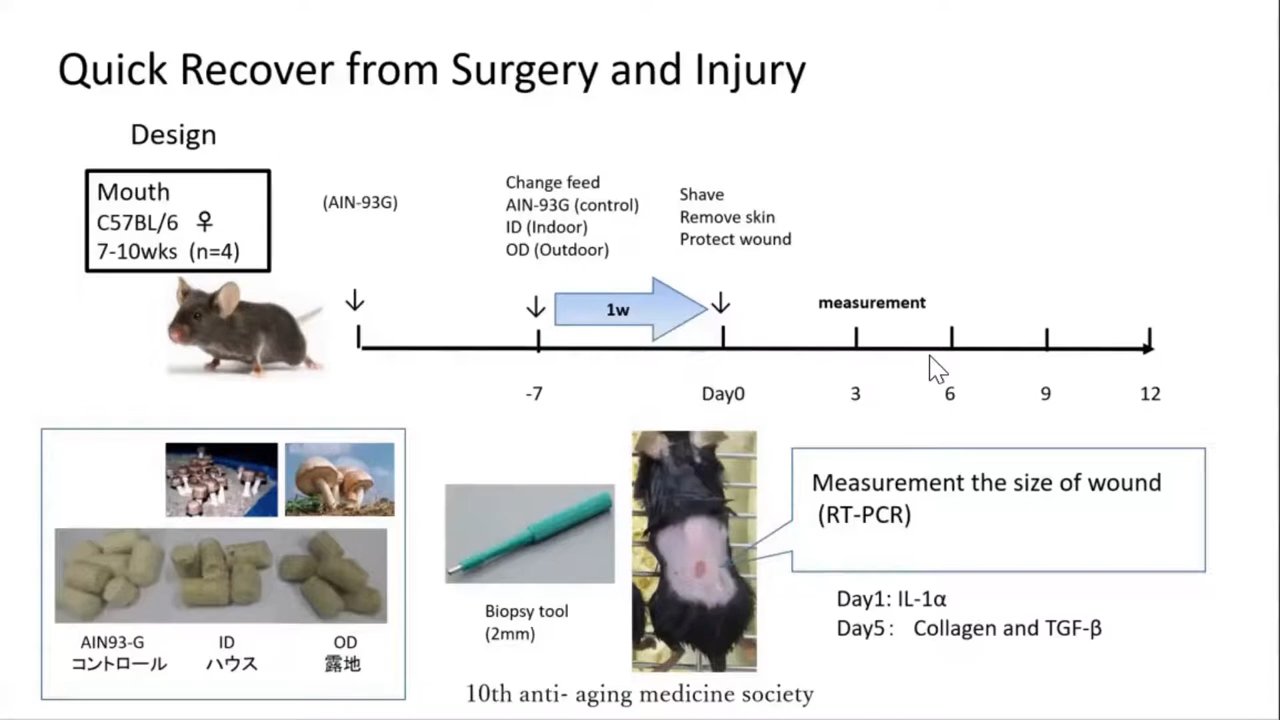 Quick Recover from Surgery and Injury
Design
Mouth
C57BL/6 ♀
7-10wks (n=4)
(AIN-93G)
Change feed
AIN-93G (control)
ID (Indoor)
OD (Outdoor)
Shave
Remove skin
Protect wound
1w
measurement
-7
Day0
3
6
9
12
AIN93-G
コントロール
ID
ハウス
OD
露地
Biopsy tool
(2mm)
Measurement the size of wound
(RT-PCR)
Day1: IL-1α
Day5： Collagen and TGF-β
10th anti- aging medicine society